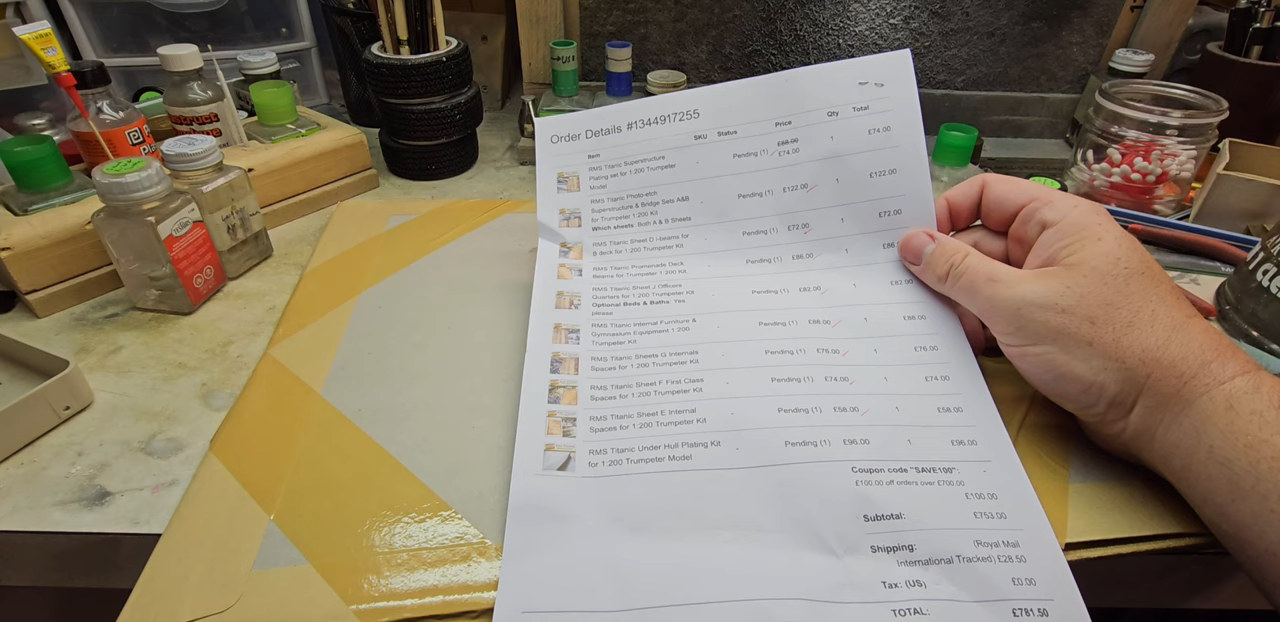 Order Details #1344917255
Item SKU Status Price Qty Total
RMS Titanic Superstructure
Plating set for 1:200 Trumpeter
Model
- Pending (1) £88.00 £74.00 1 £74.00
RMS Titanic Photo-etch
Superstructure & Bridge Sets A&B
for Trumpeter 1:200 Kit
Which sheets: Both A & B Sheets
- Pending (1) £122.00 1 £122.00
RMS Titanic Sheet D i-beams for
B deck for 1:200 Trumpeter Kit
- Pending (1) £72.00 1 £72.00
RMS Titanic Promenade Deck
Beams for Trumpeter 1:200 Kit
- Pending (1) £86.00 1 £86.
RMS Titanic Sheet J Officers
Quarters for 1:200 Trumpeter Kit
Optional Beds & Baths: Yes
please
- Pending (1) £82.00 1 £82.00
RMS Titanic Internal Furniture &
Gymnasium Equipment 1:200
Trumpeter Kit
- Pending (1) 1
RMS Titanic Sheets G Internals
Spaces for 1:200 Trumpeter Kit
- Pending (1) £76.00 1 £76.00
RMS Titanic Sheet F First Class
Spaces for 1:200 Trumpeter Kit
- Pending (1) £74.00 1 £74.00
RMS Titanic Sheet E Internal
Spaces for 1:200 Trumpeter Kit
- Pending (1) £58.00 1 £58.00
RMS Titanic Under Hull Plating Kit
for 1:200 Trumpeter Model
- Pending (1) £96.00 1 £96.00
Coupon code "SAVE100": -
£100.00 off orders over £700.00
£100.00
Subtotal: £753.00
Shipping: (Royal Mail
International Tracked) £28.50
Tax: (US) £0.00
TOTAL: £781.50